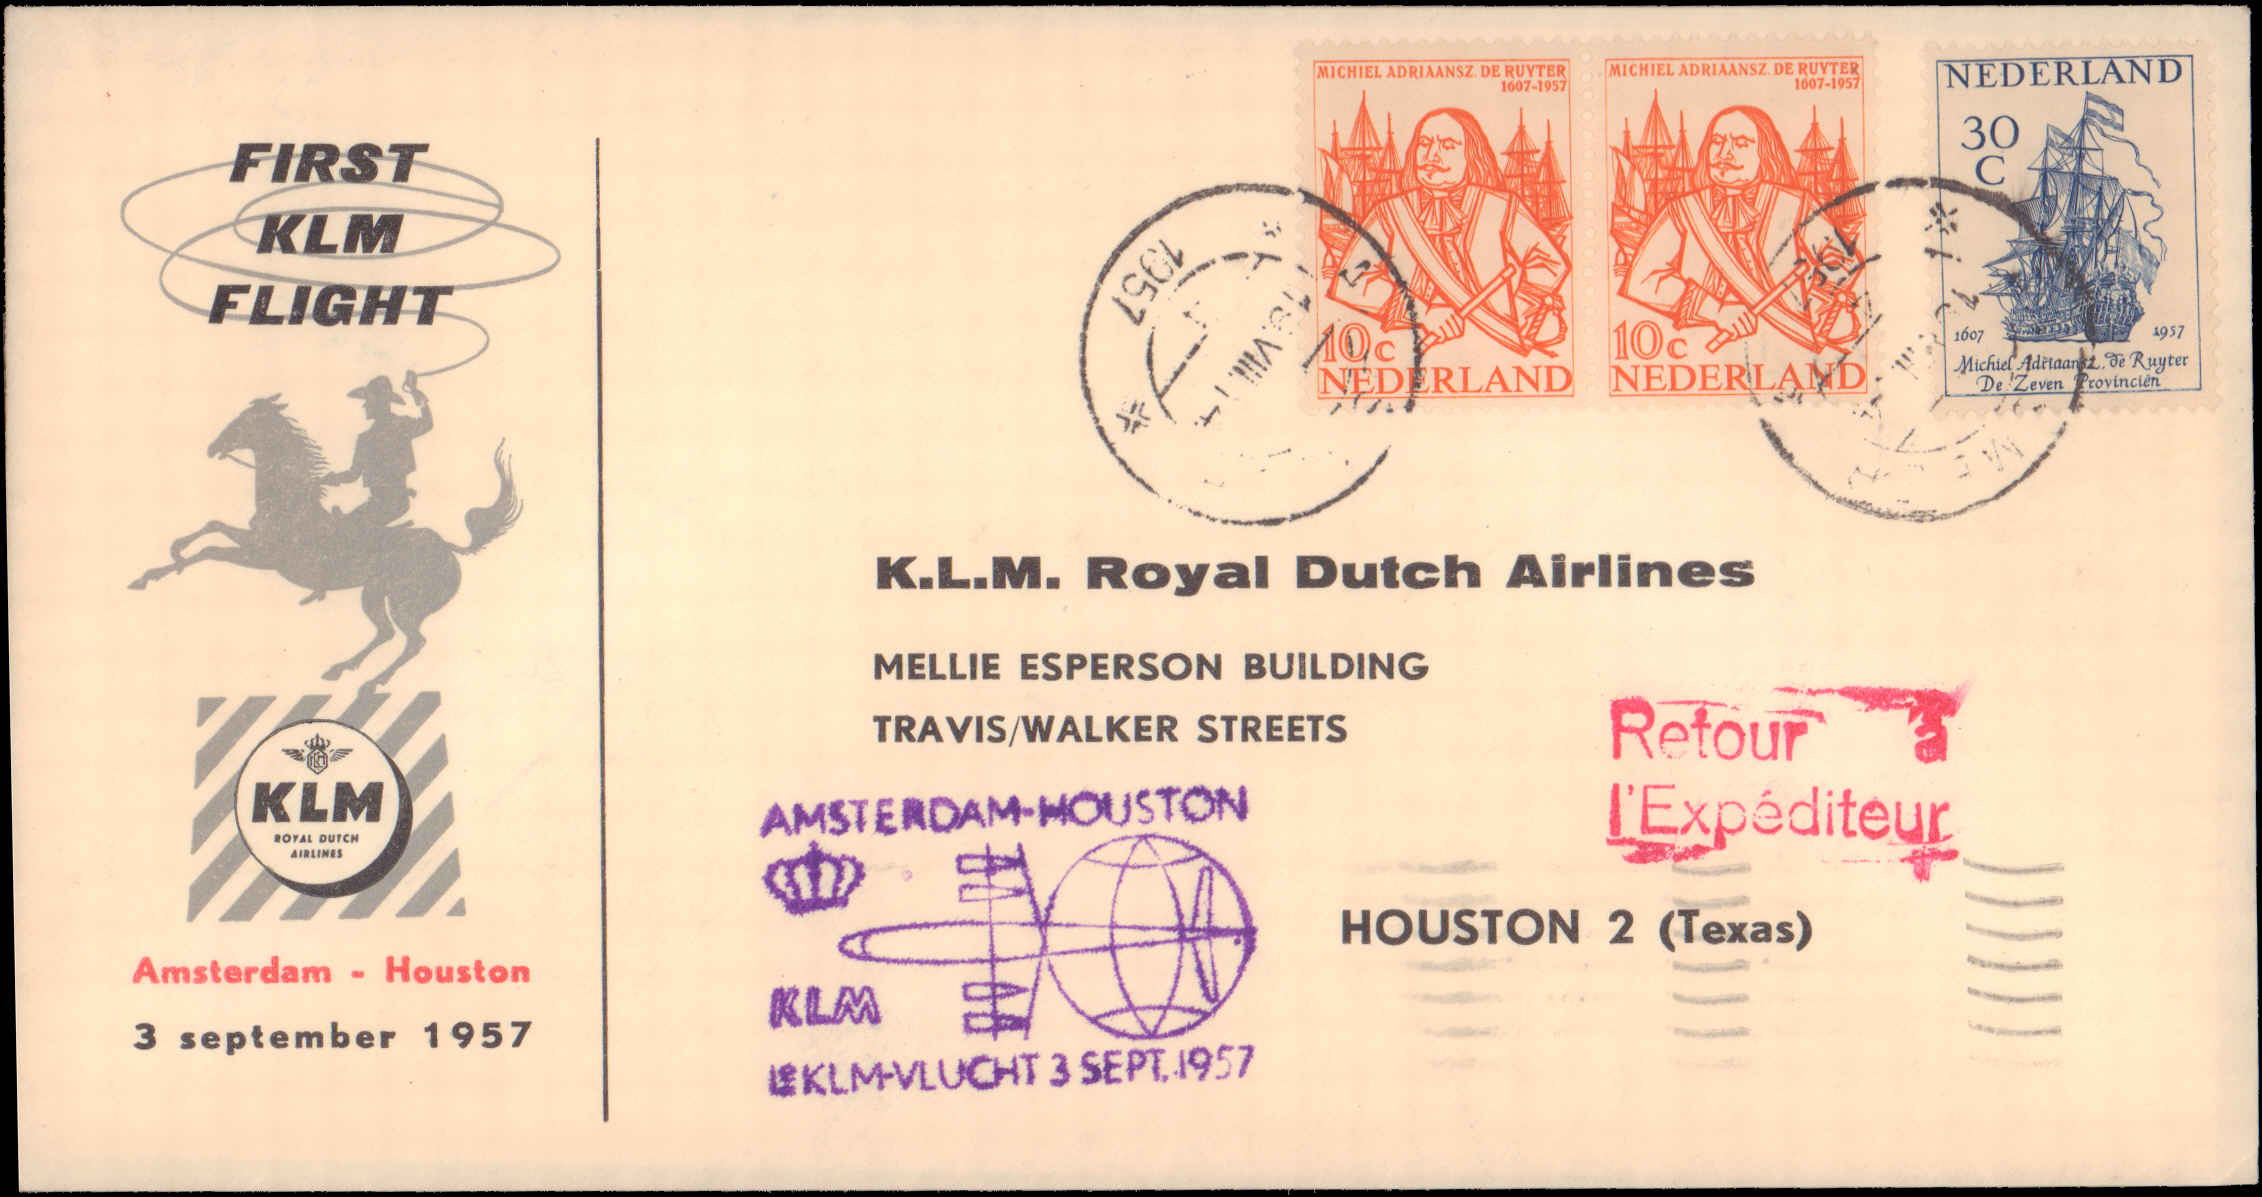 FIRST
KLM
FLIGHT
KLM
ROYAL DUTCH
AIRLINES
Amsterdam - Houston
3 september 1957
MICHIEL ADRIAANSZ. DE RUYTER
1607-1957
10c
NEDERLAND
MICHIEL ADRIAANSZ. DE RUYTER
1607-1957
10c
NEDERLAND
NEDERLAND
30
C
1607 1957
Michiel Adriaansz. de Ruyter
De Zeven Provinciën
1957
VIII
K.L.M. Royal Dutch Airlines
MELLIE ESPERSON BUILDING
TRAVIS/WALKER STREETS
Retour à
l'Expéditeur
HOUSTON 2 (Texas)
AMSTERDAM-HOUSTON
KLM
1e KLM-VLUCHT 3 SEPT. 1957